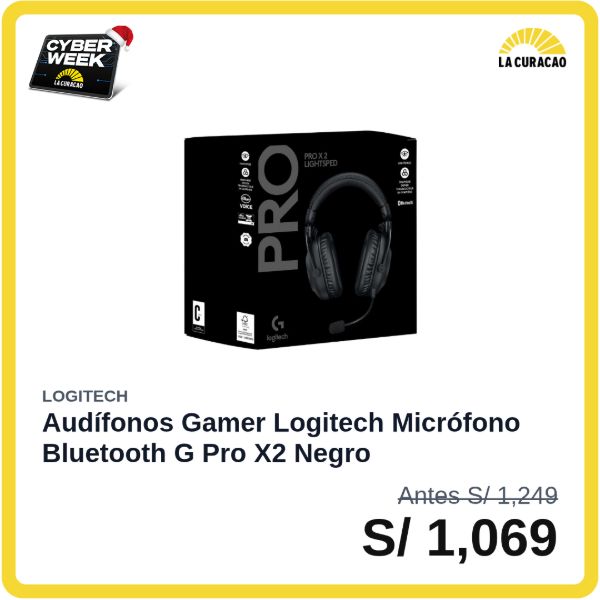 CYBER
WEEK
LA CURACAO
LA CURACAO
PRO
PRO X 2
LIGHTSPEED
Bluetooth
logitech
LOGITECH
Audífonos Gamer Logitech Micrófono
Bluetooth G Pro X2 Negro
Antes S/ 1,249
S/ 1,069